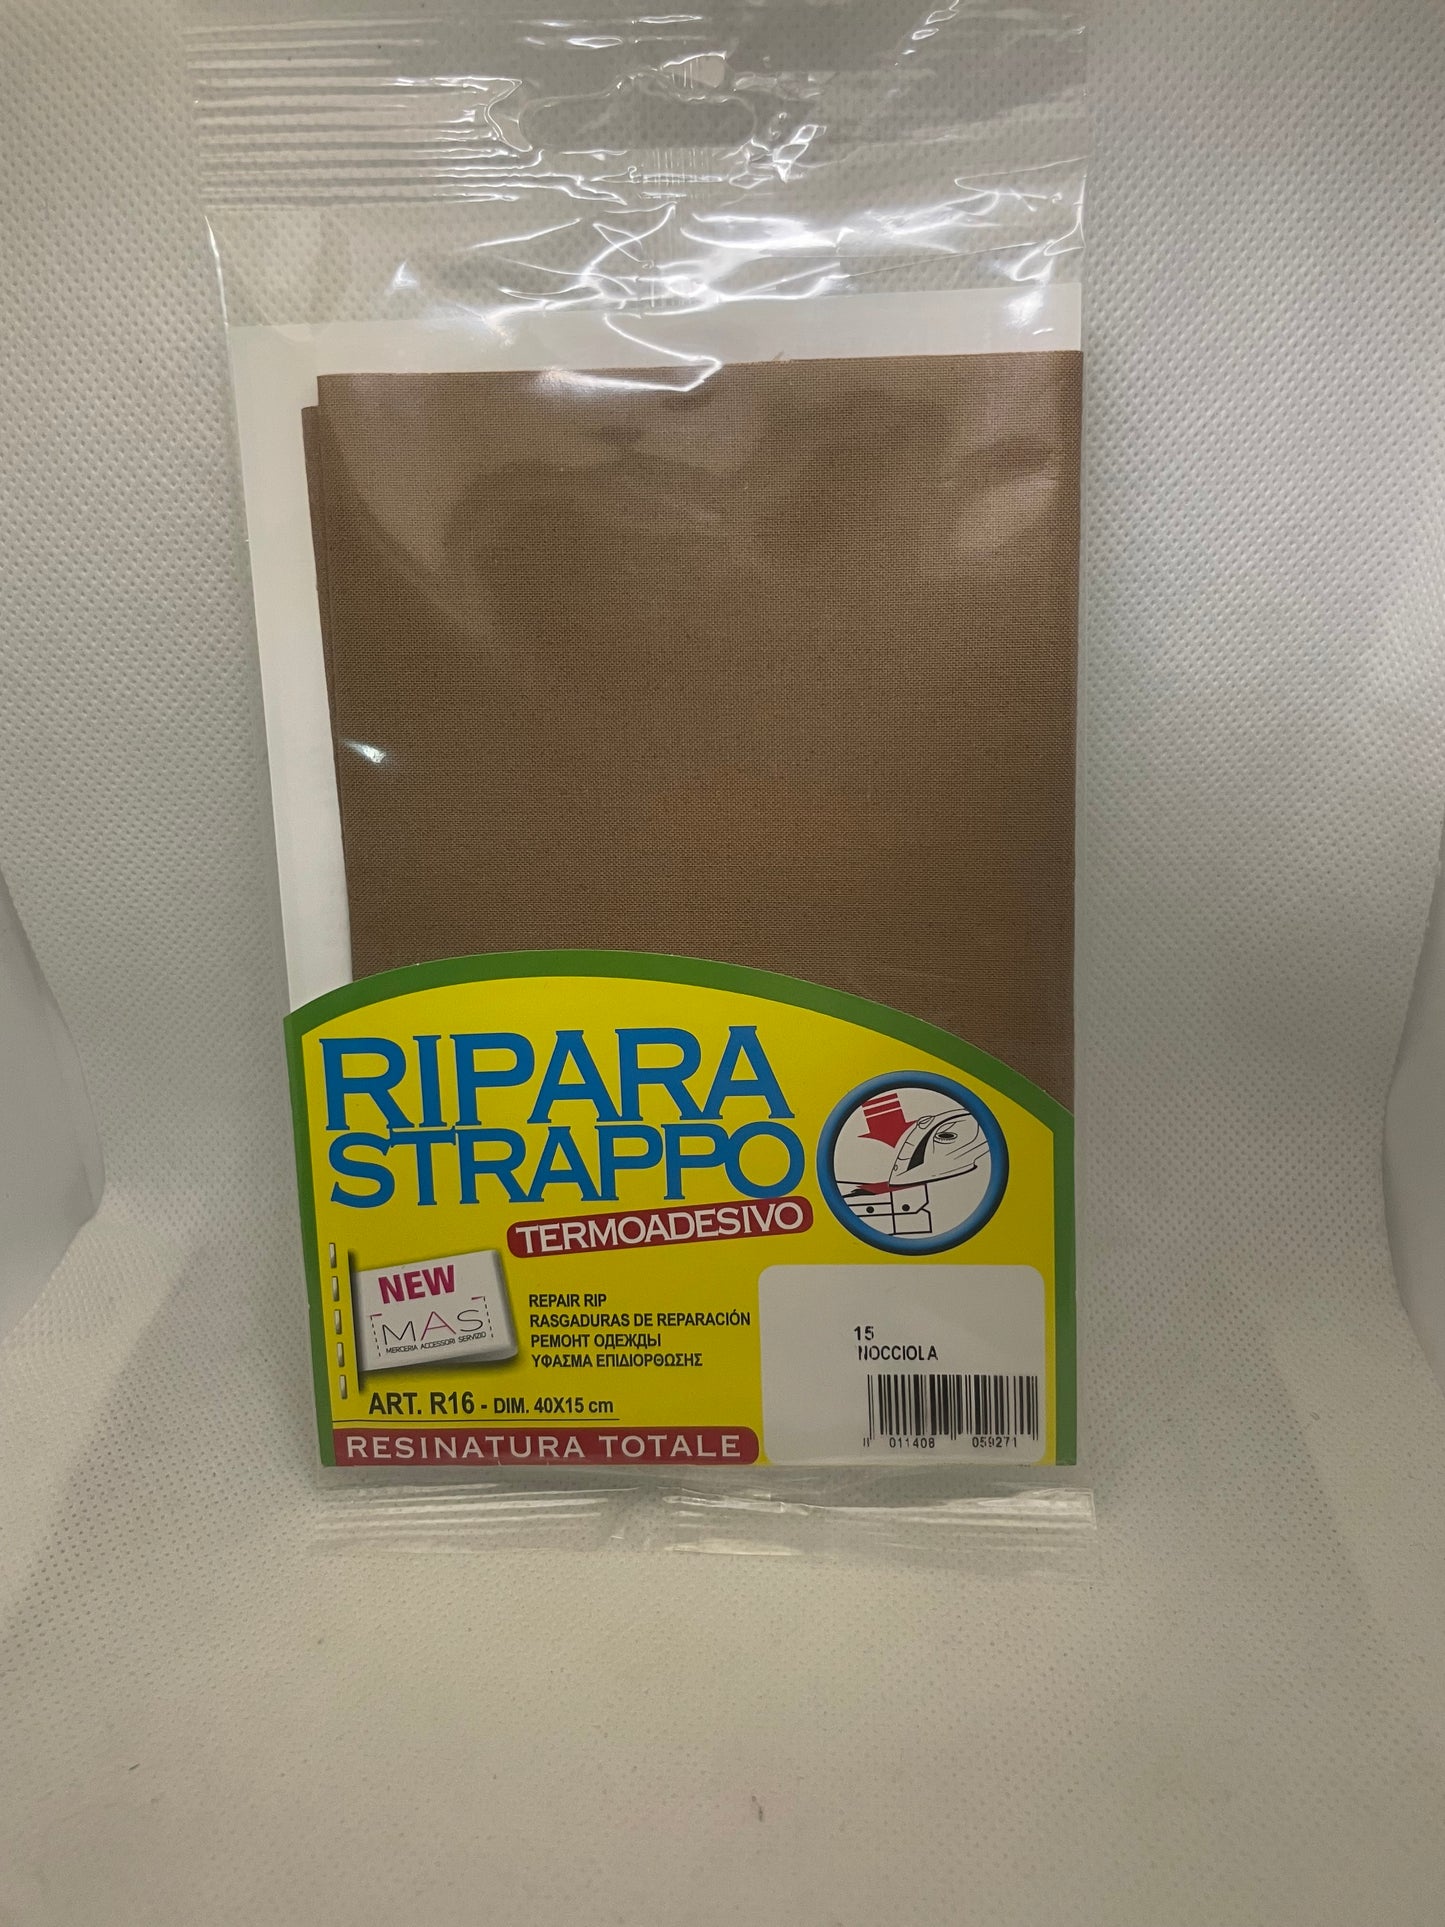 RIPARA
STRAPPO
TERMOADESIVO
NEW
MAS
MERCERIA ACCESSORI SERVIZIO
REPAIR RIP
RASGADURAS DE REPARACIÓN
РЕМОНТ ОДЕЖДЫ
ΥΦΑΣΜΑ ΕΠΙΔΙΟΡΘΩΣΗΣ
ART. R16 - DIM. 40X15 cm
RESINATURA TOTALE
15
NOCCIOLA
011408 059271